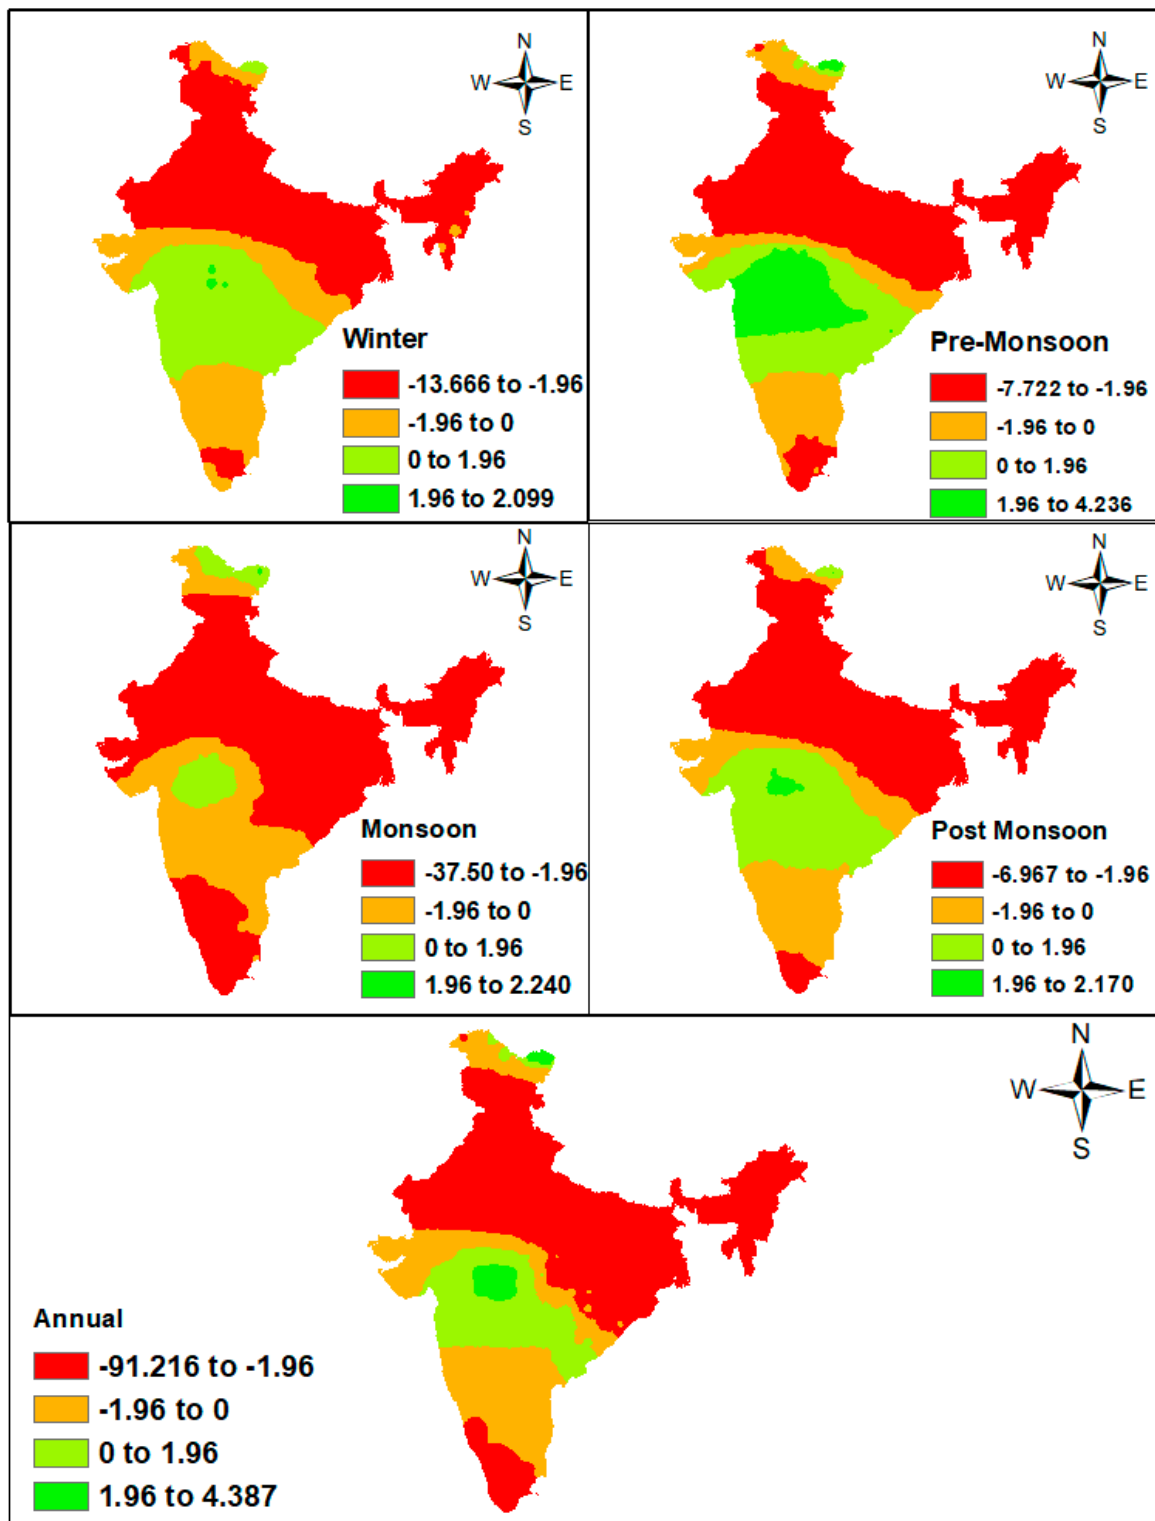 N
W E
S
Winter
-13.666 to -1.96
-1.96 to 0
0 to 1.96
1.96 to 2.099
N
W E
S
Pre-Monsoon
-7.722 to -1.96
-1.96 to 0
0 to 1.96
1.96 to 4.236
N
W E
S
Monsoon
-37.50 to -1.96
-1.96 to 0
0 to 1.96
1.96 to 2.240
N
W E
S
Post Monsoon
-6.967 to -1.96
-1.96 to 0
0 to 1.96
1.96 to 2.170
N
W E
S
Annual
-91.216 to -1.96
-1.96 to 0
0 to 1.96
1.96 to 4.387